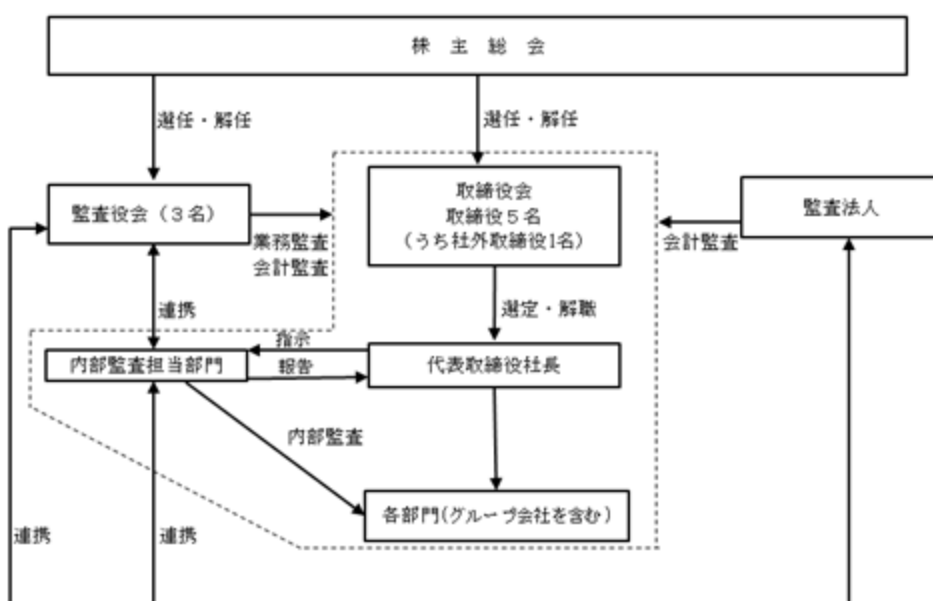 株主総会
選任・解任
選任・解任
監査役会（３名）
取締役会
取締役５名
（うち社外取締役1名）
監査法人
業務監査
会計監査
会計監査
連携
選定・解職
指示
内部監査担当部門
報告
代表取締役社長
内部監査
各部門(グループ会社を含む)
連携
連携